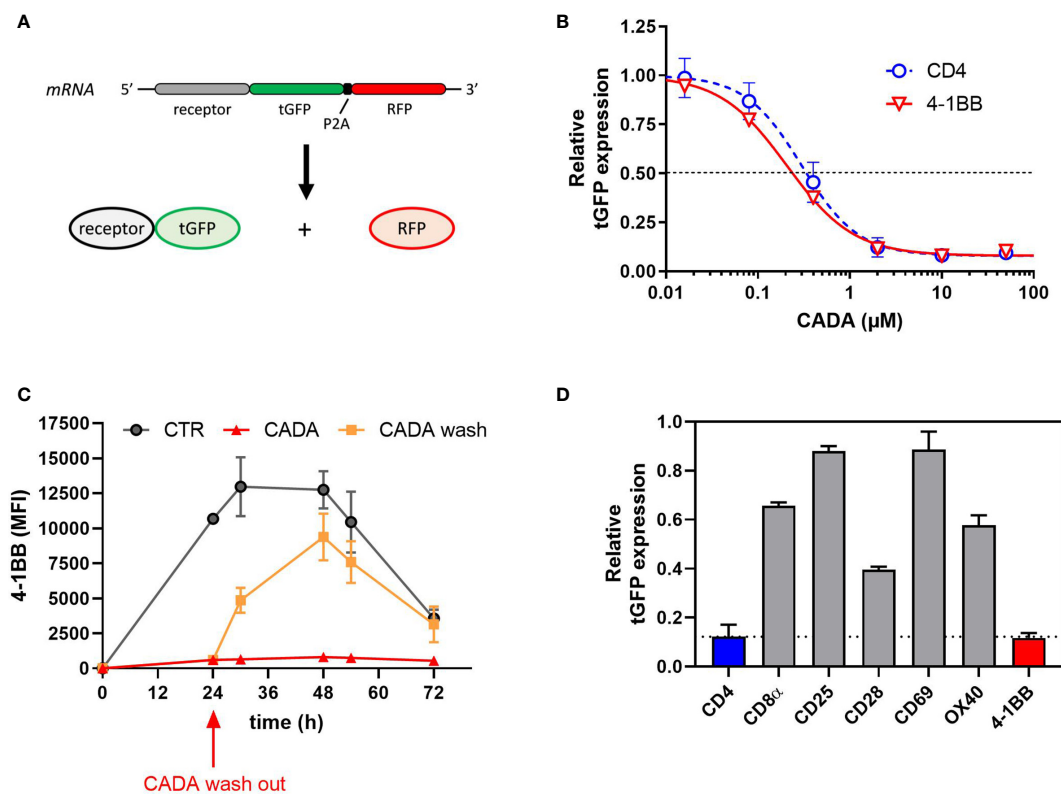 A
mRNA 5’ 3’
receptor tGFP P2A RFP
receptor tGFP + RFP
B
Relative
tGFP expression
1.00
0.75
0.50
0.25
0.00
0.01 0.1 1 10 100
CADA (µM)
CD4
4-1BB
C
4-1BB (MFI)
17500
15000
12500
10000
7500
5000
2500
0
CTR CADA CADA wash
0 12 24 36 48 60 72
time (h)
CADA wash out
D
Relative
tGFP expression
1.0
0.8
0.6
0.4
0.2
0.0
CD4 CD8α CD25 CD28 CD69 OX40 4-1BB